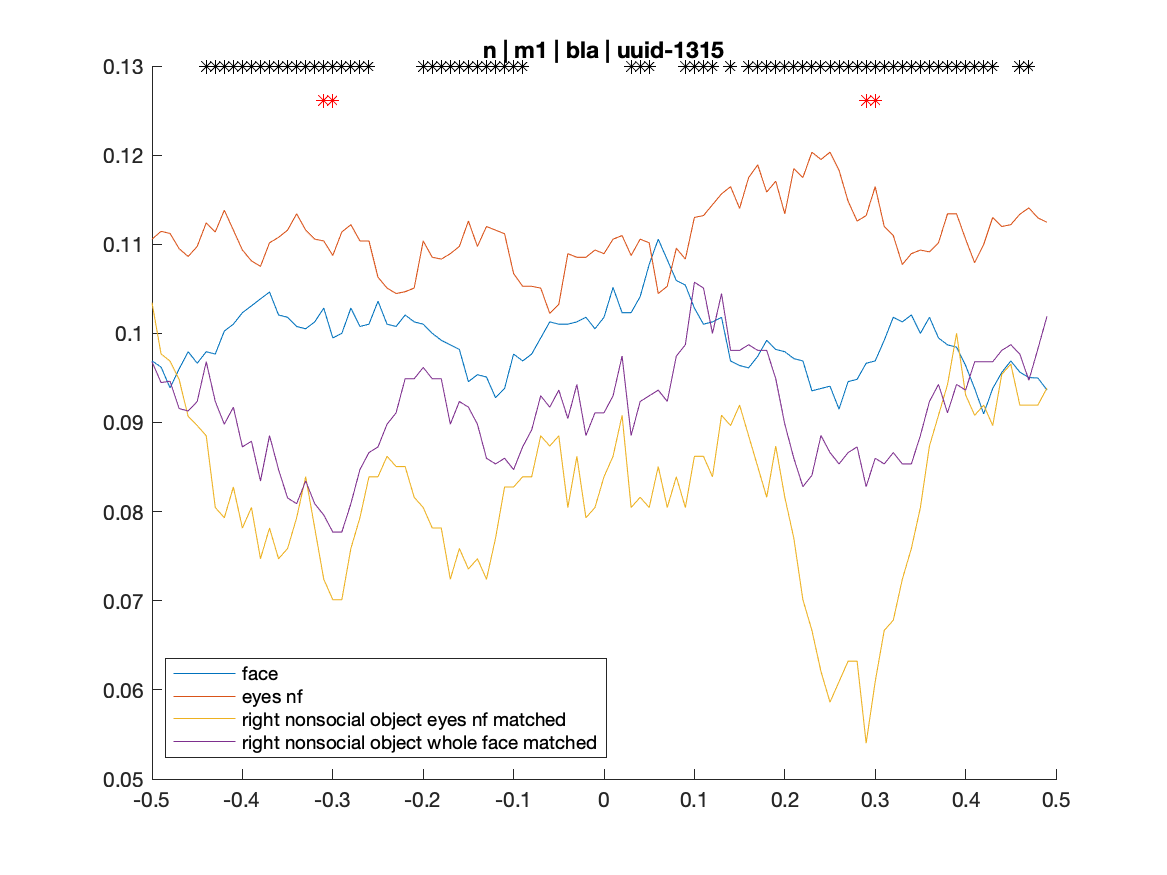 n | m1 | bla | uuid-1315
0.13
0.12
0.11
0.1
0.09
0.08
0.07
0.06
0.05
face
eyes nf
right nonsocial object eyes nf matched
right nonsocial object whole face matched
-0.5 -0.4 -0.3 -0.2 -0.1 0 0.1 0.2 0.3 0.4 0.5